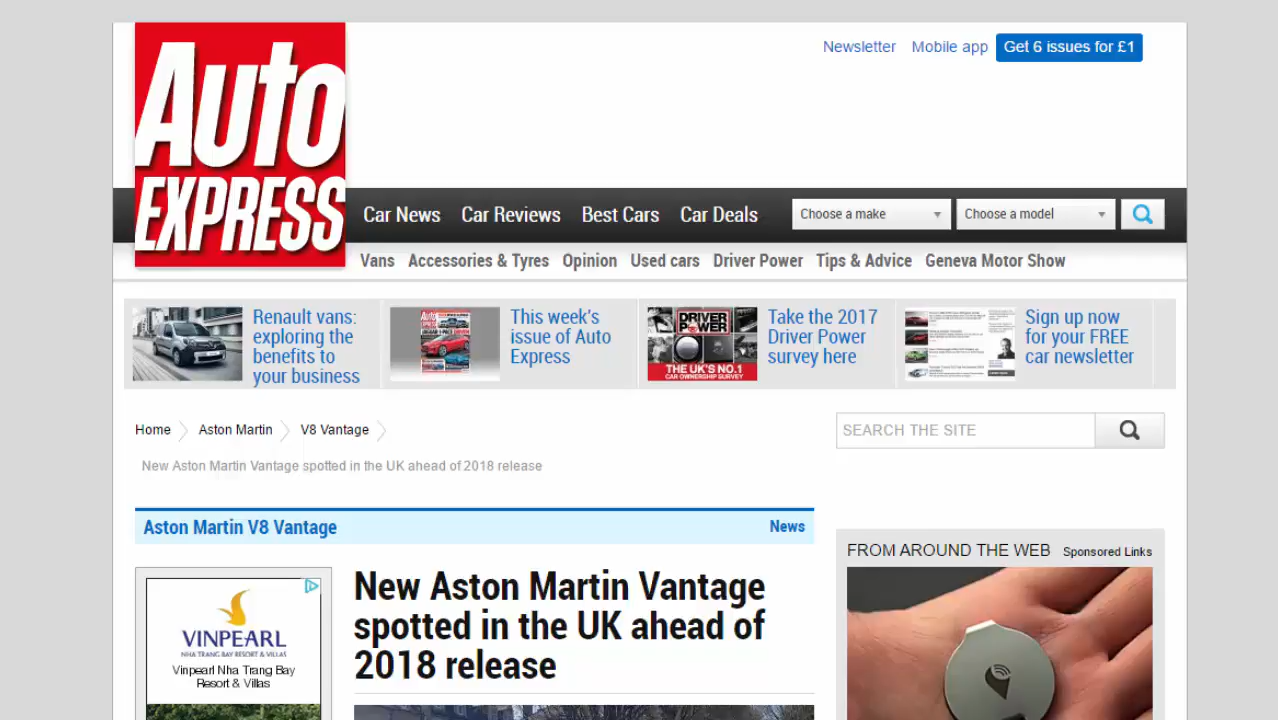 Auto
EXPRESS
Newsletter Mobile app Get 6 issues for £1
Car News Car Reviews Best Cars Car Deals Choose a make Choose a model
Vans Accessories & Tyres Opinion Used cars Driver Power Tips & Advice Geneva Motor Show
Renault vans:
exploring the
benefits to
your business
This week's
issue of Auto
Express
DRIVER
POWER
THE UK'S NO.1
CAR OWNERSHIP SURVEY
Take the 2017
Driver Power
survey here
Sign up now
for your FREE
car newsletter
Home Aston Martin V8 Vantage
SEARCH THE SITE
New Aston Martin Vantage spotted in the UK ahead of 2018 release
Aston Martin V8 Vantage News
FROM AROUND THE WEB Sponsored Links
VINPEARL
NHA TRANG BAY RESORT & VILLAS
Vinpearl Nha Trang Bay
Resort & Villas
New Aston Martin Vantage
spotted in the UK ahead of
2018 release